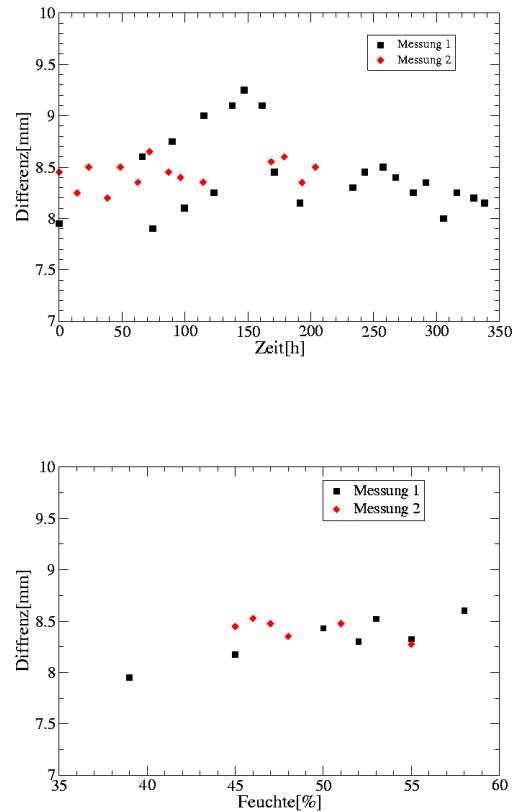 10
9.5
9
8.5
8
7.5
7
Differenz[mm]
Messung 1
Messung 2
0 50 100 150 200 250 300 350
Zeit[h]
10
9.5
9
8.5
8
7.5
7
Diffrenz[mm]
Messung 1
Messung 2
35 40 45 50 55 60
Feuchte[%]